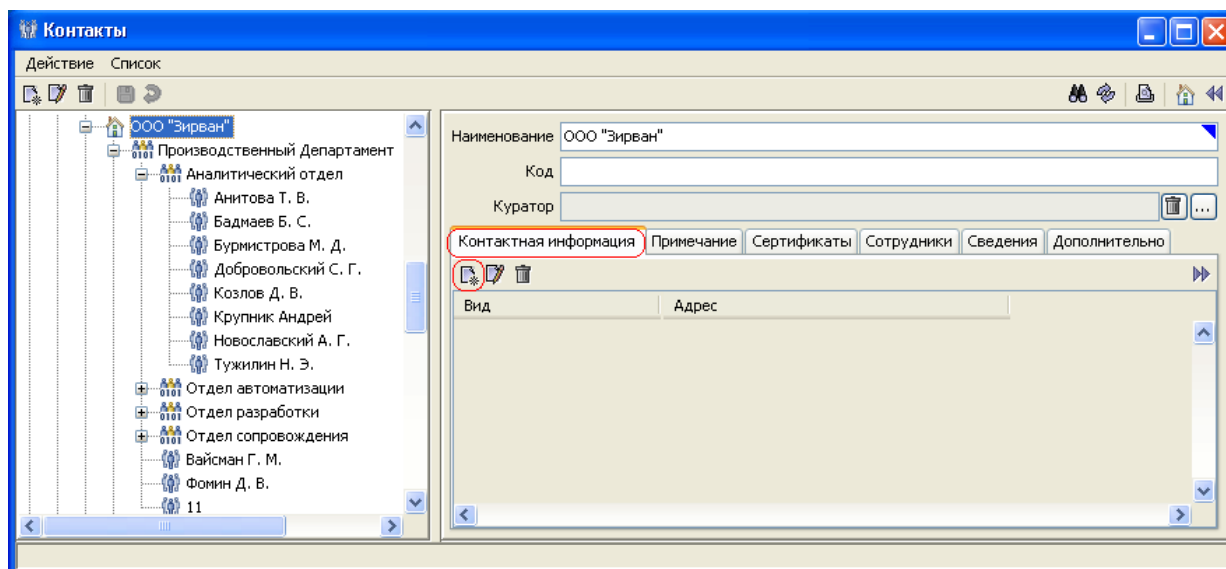 Контакты
Действие Список
ООО "Зирван"
Производственный Департамент
Аналитический отдел
Анитова Т. В.
Бадмаев Б. С.
Бурмистрова М. Д.
Добровольский С. Г.
Козлов Д. В.
Крупник Андрей
Новославский А. Г.
Тужилин Н. Э.
Отдел автоматизации
Отдел разработки
Отдел сопровождения
Вайсман Г. М.
Фомин Д. В.
11
Наименование ООО "Зирван"
Код
Куратор
...
Контактная информация Примечание Сертификаты Сотрудники Сведения Дополнительно
Вид Адрес